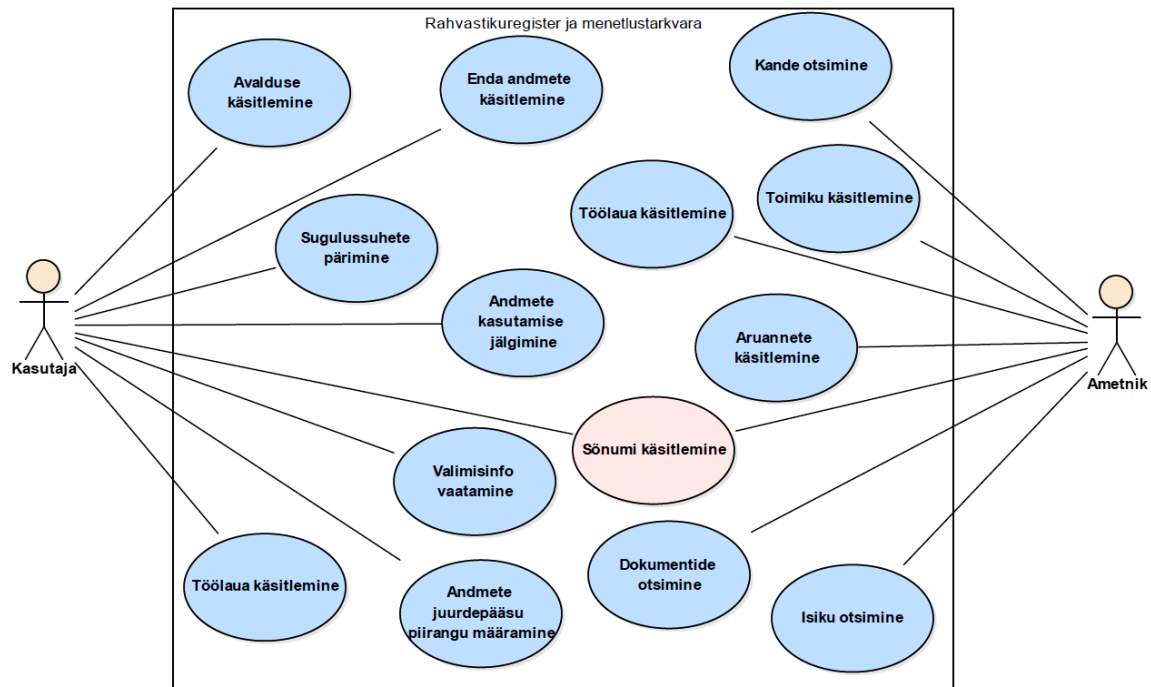 Rahvastikuregister ja menetlustarkvara
Avalduse
käsitlemine
Enda andmete
käsitlemine
Kande otsimine
Töölaua käsitlemine
Toimiku käsitlemine
Sugulussuhete
pärimine
Andmete
kasutamise
jälgimine
Aruannete
käsitlemine
Kasutaja
Ametnik
Sõnumi käsitlemine
Valimisinfo
vaatamine
Dokumentide
otsimine
Töölaua käsitlemine
Andmete
juurdepääsu
piirangu määramine
Isiku otsimine